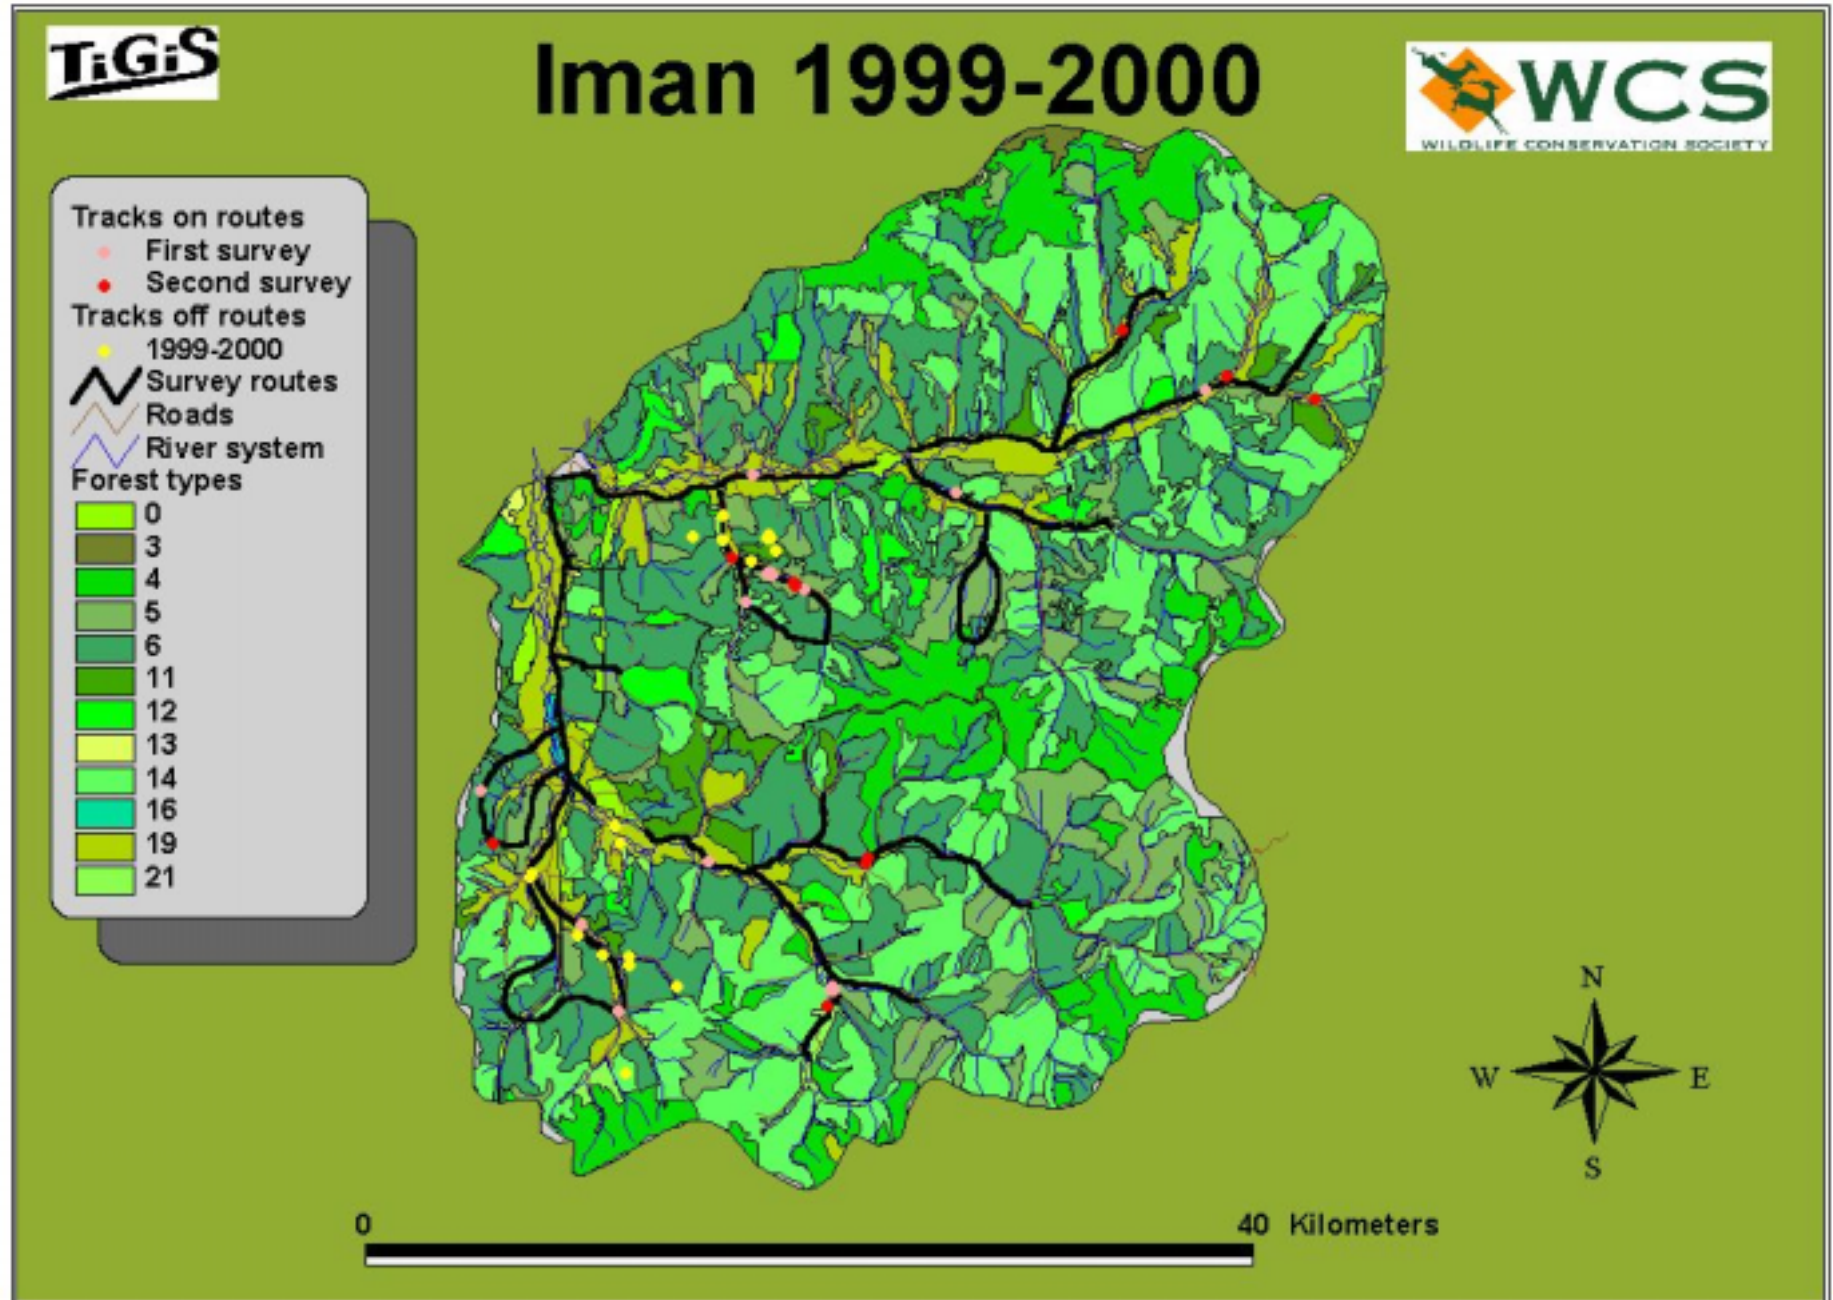 TiGiS
Iman 1999-2000
WCS
WILDLIFE CONSERVATION SOCIETY
Tracks on routes
First survey
Second survey
Tracks off routes
1999-2000
Survey routes
Roads
River system
Forest types
0
3
4
5
6
11
12
13
14
16
19
21
N
W E
S
0 40 Kilometers